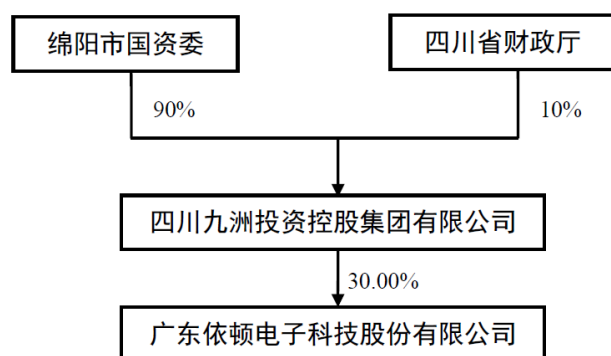 绵阳市国资委
四川省财政厅
90%
10%
四川九洲投资控股集团有限公司
30.00%
广东依顿电子科技股份有限公司